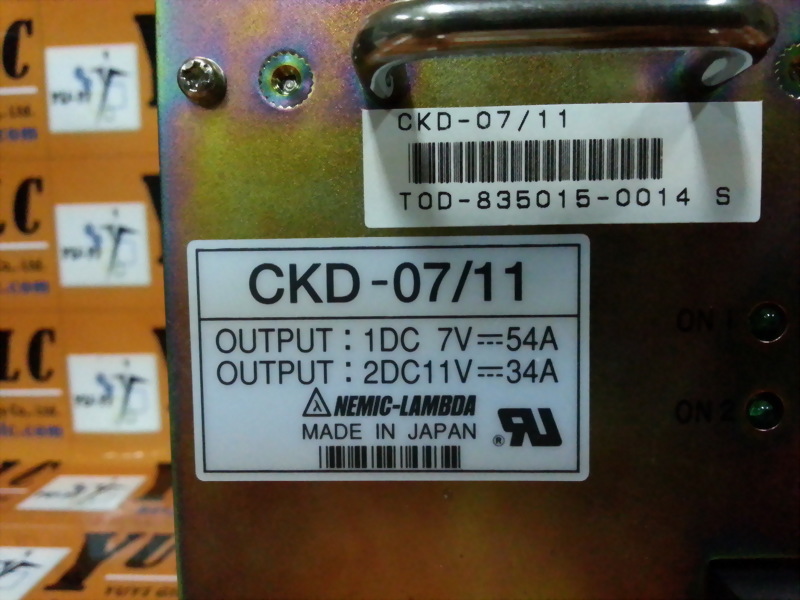 CKD-07/11
TOD-835015-0014 S
CKD-07/11
OUTPUT : 1DC 7V⎓54A
OUTPUT : 2DC11V⎓34A
NEMIC-LAMBDA
MADE IN JAPAN
®
ON 1
ON 2